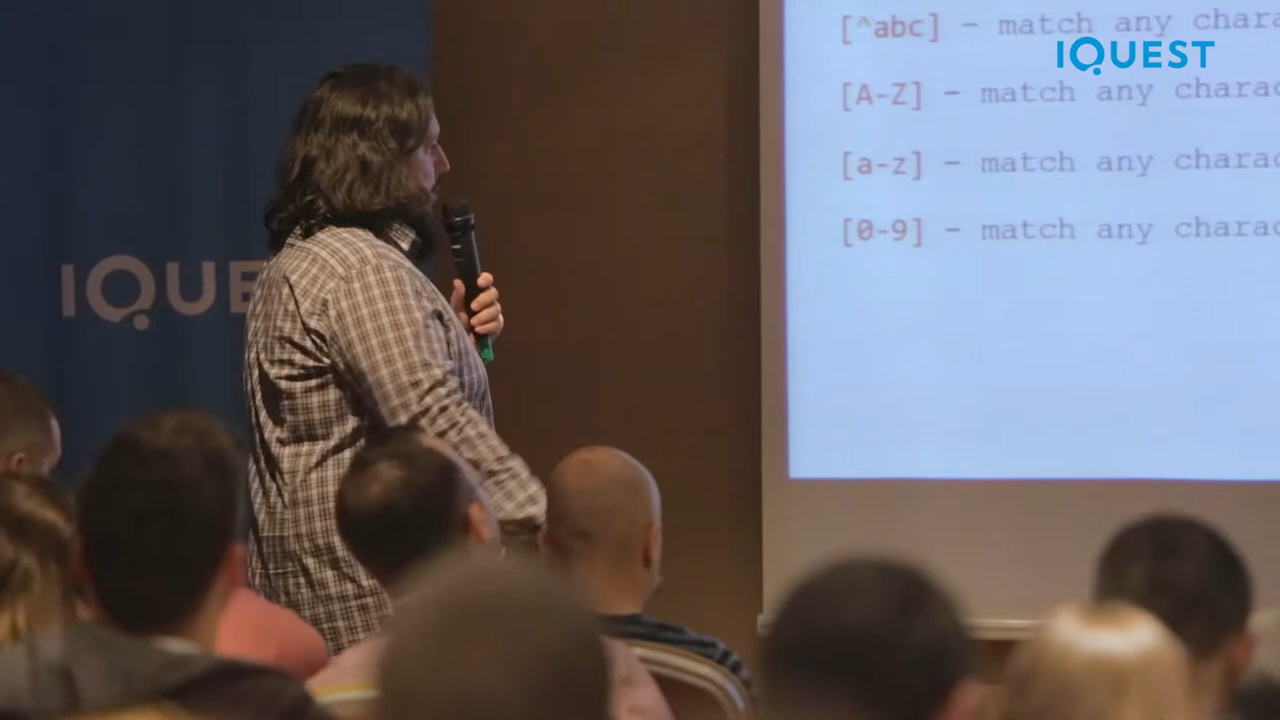 [^abc] – match any chara
IQUEST
[A-Z] – match any charac
[a-z] – match any charac
IQUE
[0-9] – match any charac